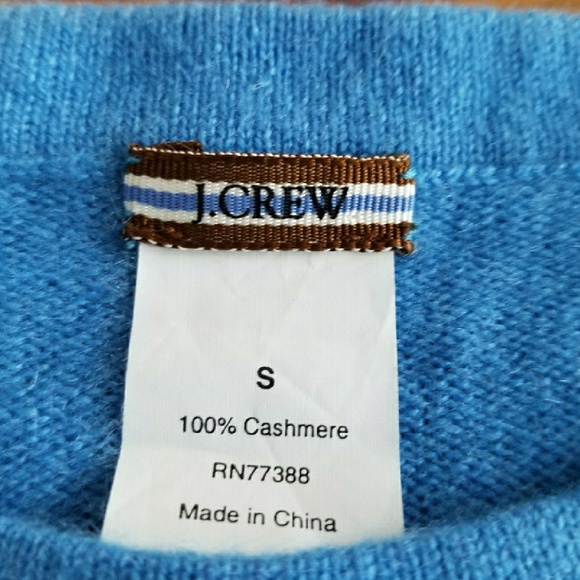 J.CREW
S
100% Cashmere
RN77388
Made in China